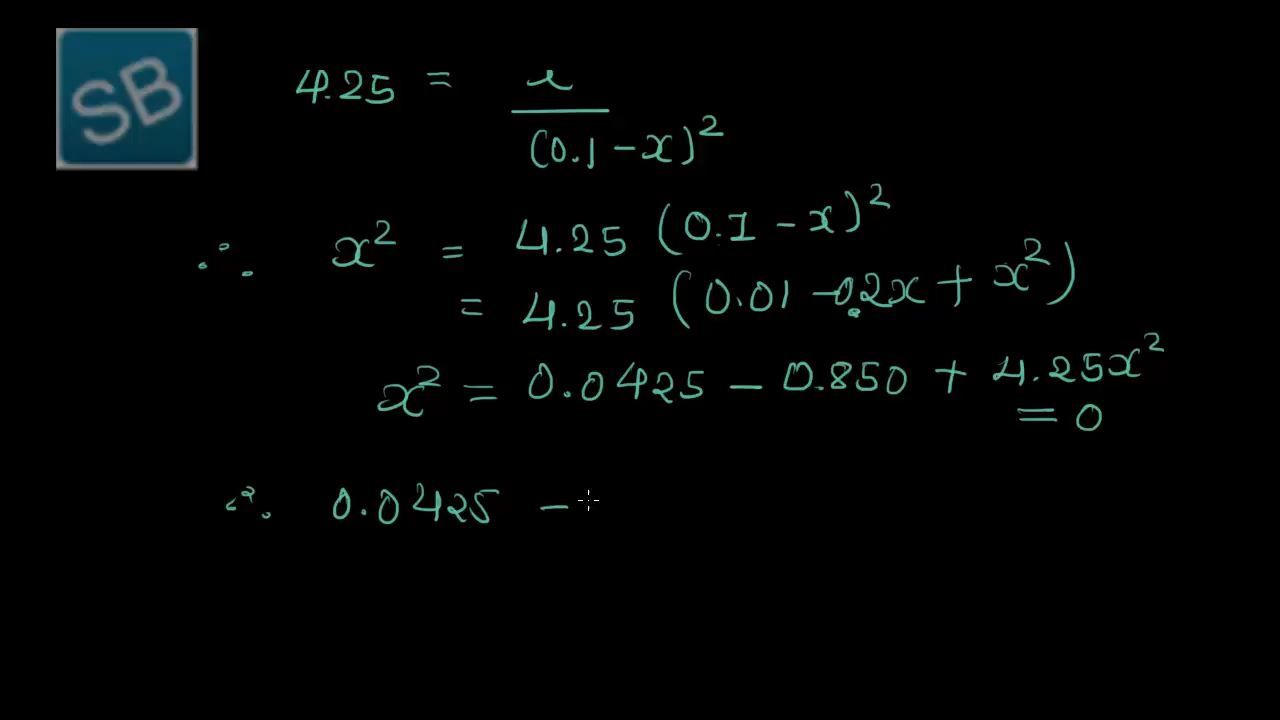 SB
4.25 = x
(0.1 - x)²
∴ x² = 4.25 (0.1 - x)²
= 4.25 (0.01 - 0.2x + x²)
x² = 0.0425 - 0.850 + 4.25x²
= 0
∴ 0.0425 -